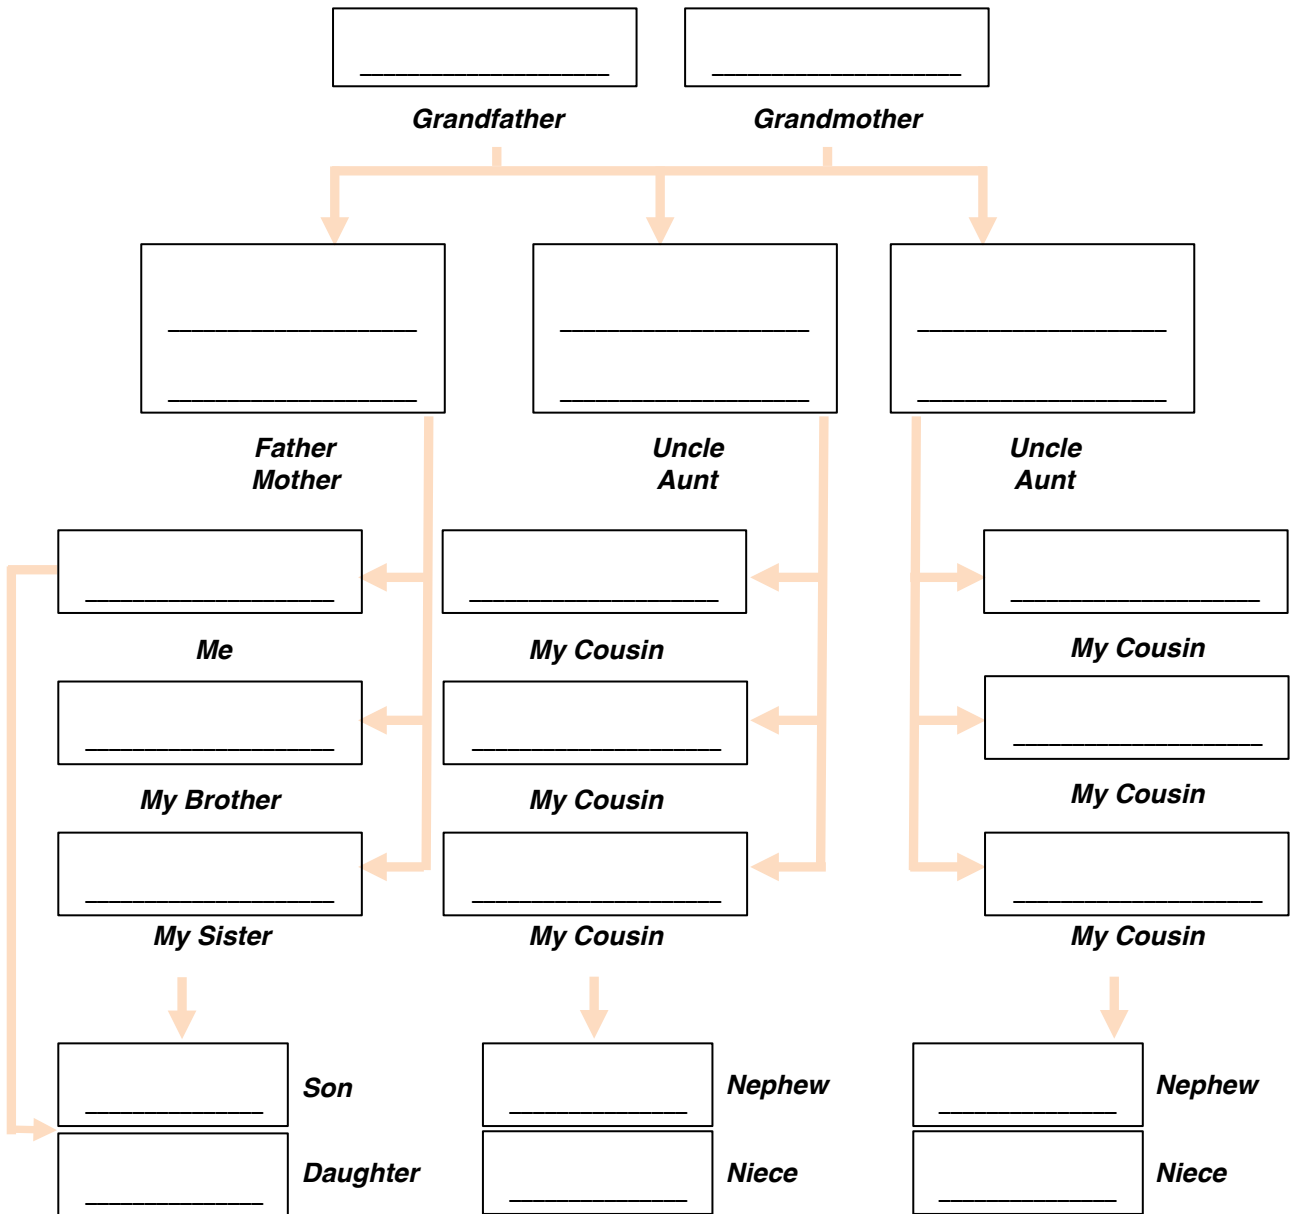 Grandfather Grandmother
Father Uncle Uncle
Mother Aunt Aunt
Me My Cousin My Cousin
My Brother My Cousin My Cousin
My Sister My Cousin My Cousin
Son Nephew Nephew
Daughter Niece Niece